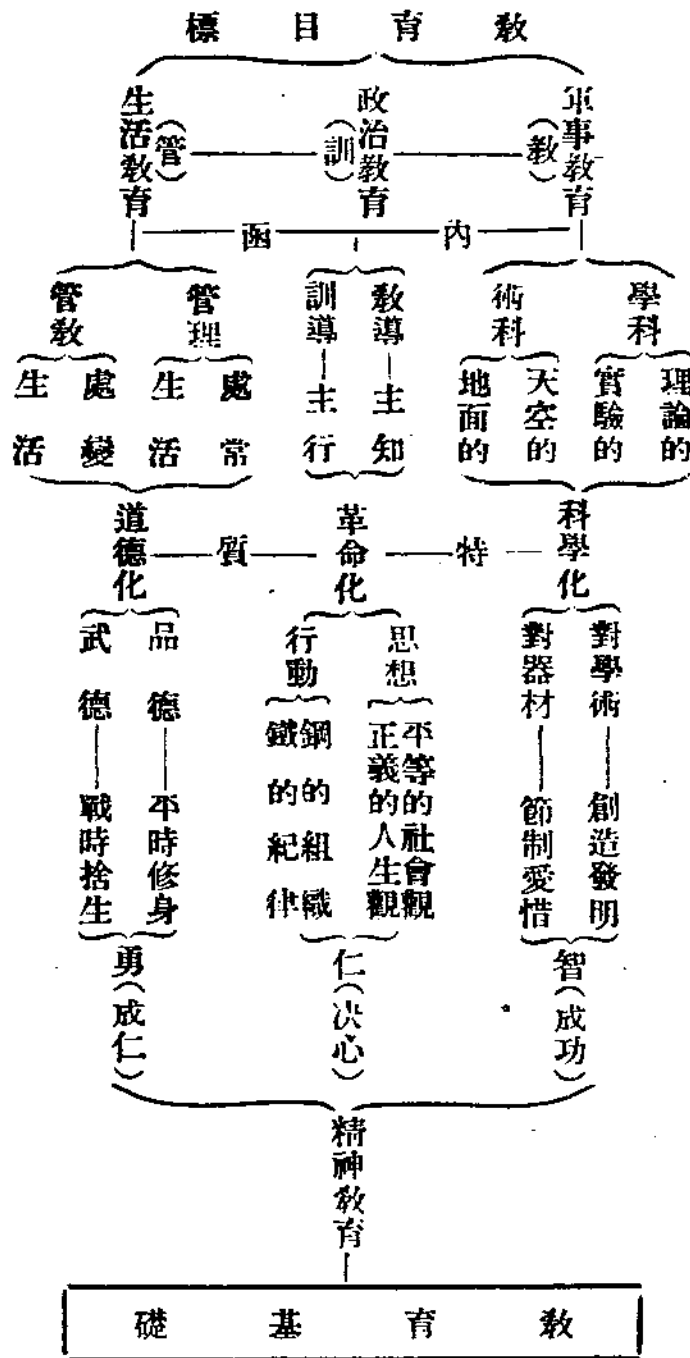 教育目標
軍事教育（教）
政治教育（訓）
生活教育（管）
內函
學科
術科
教導
訓導
管理
管教
理論的
實驗的
天空的
地面的
主知
主行
處常
生活
處變
生活
科學化
特質
革命化
道德化
對學術
對器材
思想
行動
品德
武德
創造發明
節制愛惜
平等的社會觀
正義的人生觀
鋼的組織
鐵的紀律
平時修身
戰時捨生
智（成功）
仁（决心）
勇（成仁）
精神教育
教育基礎